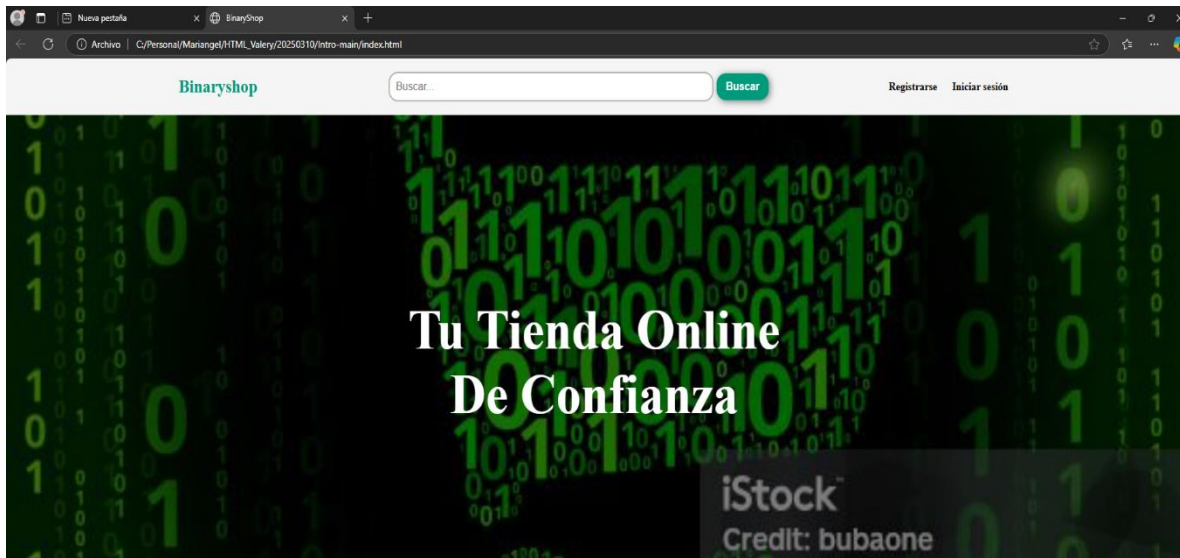 Nueva pestaña
BinaryShop
Archivo | C:/Personal/Mariangel/HTML_Valery/20250310/Intro-main/index.html
Binaryshop
Buscar...
Buscar
Registrarse
Iniciar sesión
Tu Tienda Online
De Confianza
iStock™
Credit: bubaone